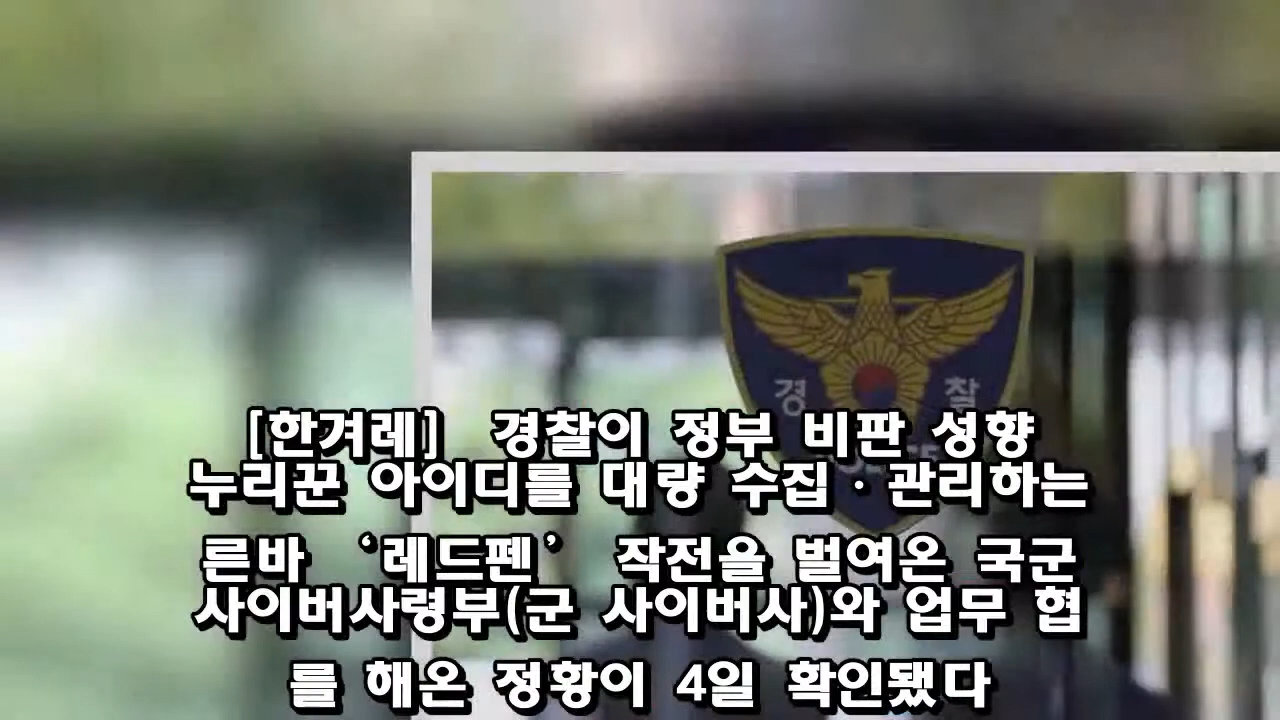 경 찰
[한겨레] 경찰이 정부 비판 성향
누리꾼 아이디를 대량 수집·관리하는
른바 ‘레드펜’ 작전을 벌여온 국군
사이버사령부(군 사이버사)와 업무 협
를 해온 정황이 4일 확인됐다